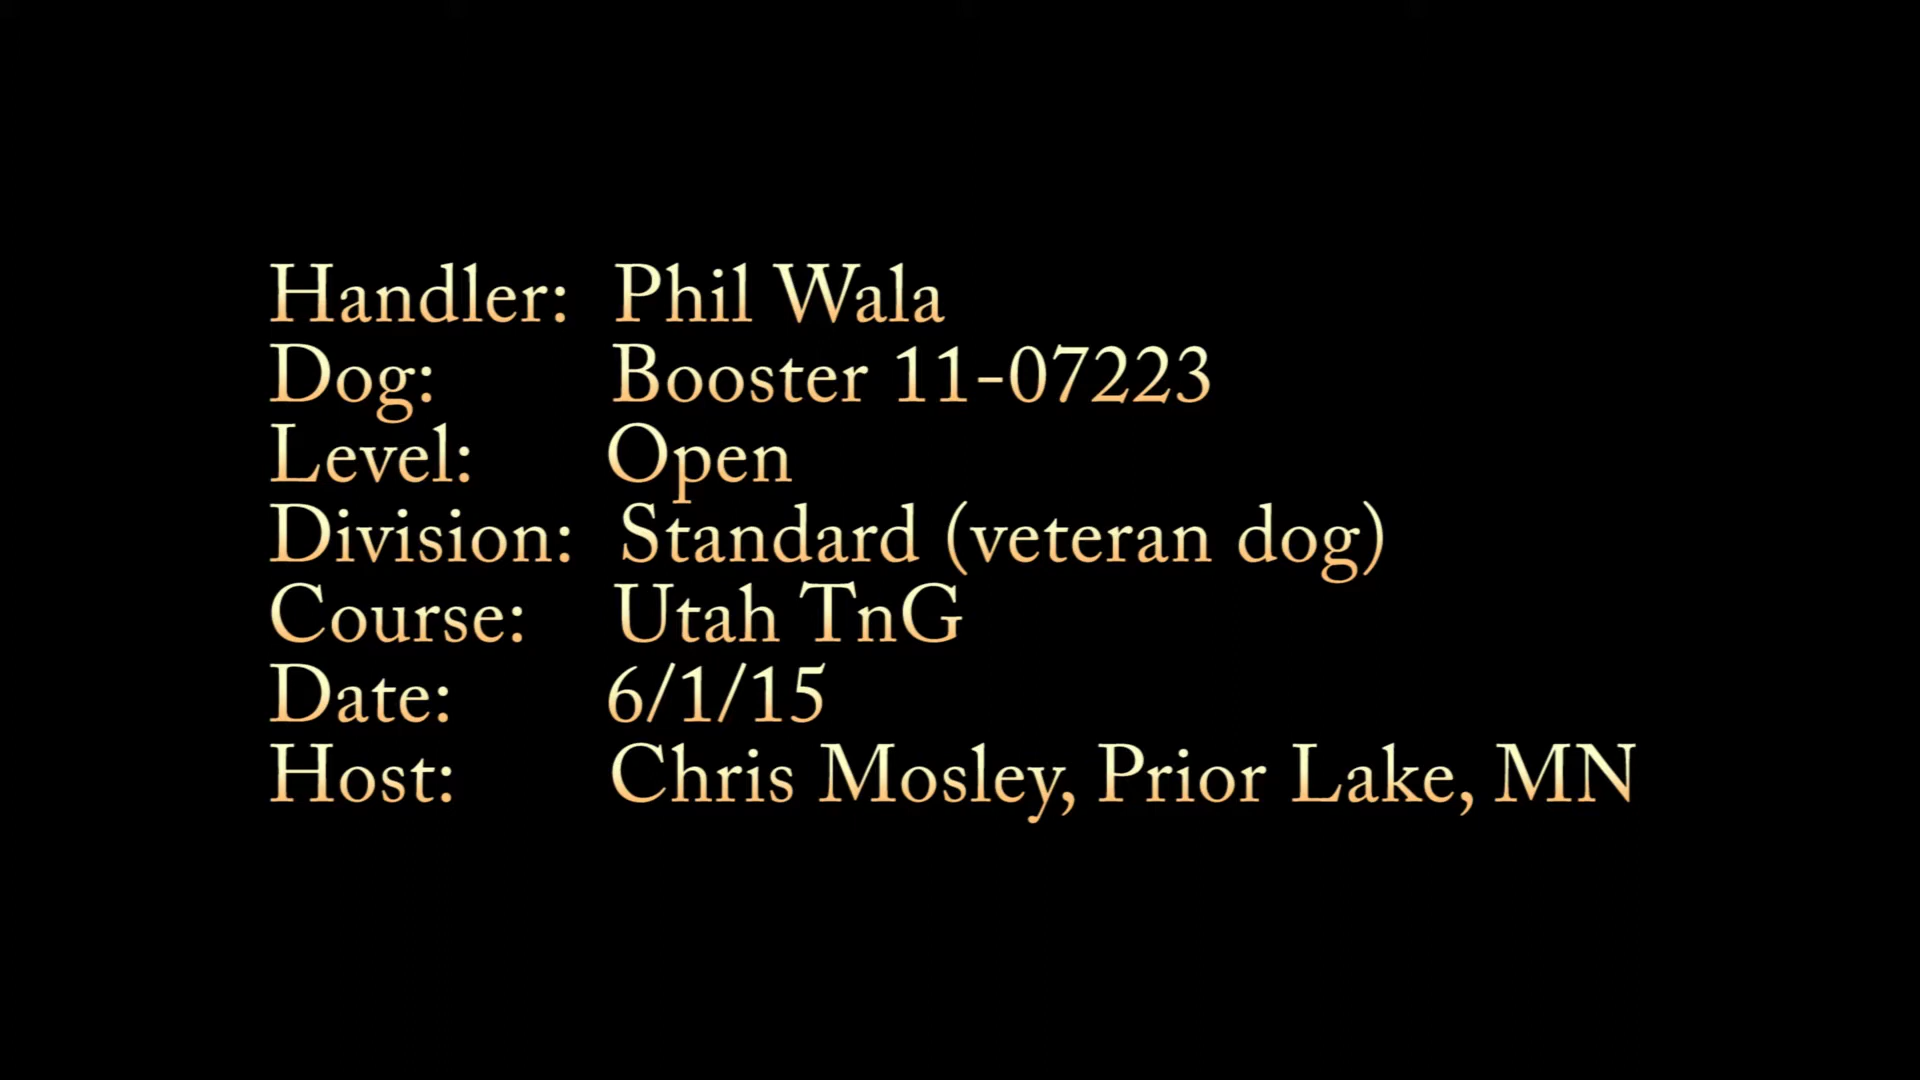 Handler: Phil Wala
Dog: Booster 11-07223
Level: Open
Division: Standard (veteran dog)
Course: Utah TnG
Date: 6/1/15
Host: Chris Mosley, Prior Lake, MN